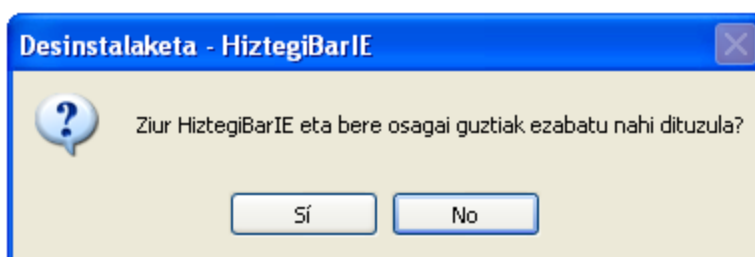 Desinstalaketa - HiztegiBarIE
Ziur HiztegiBarIE eta bere osagai guztiak ezabatu nahi dituzula?
Sí
No